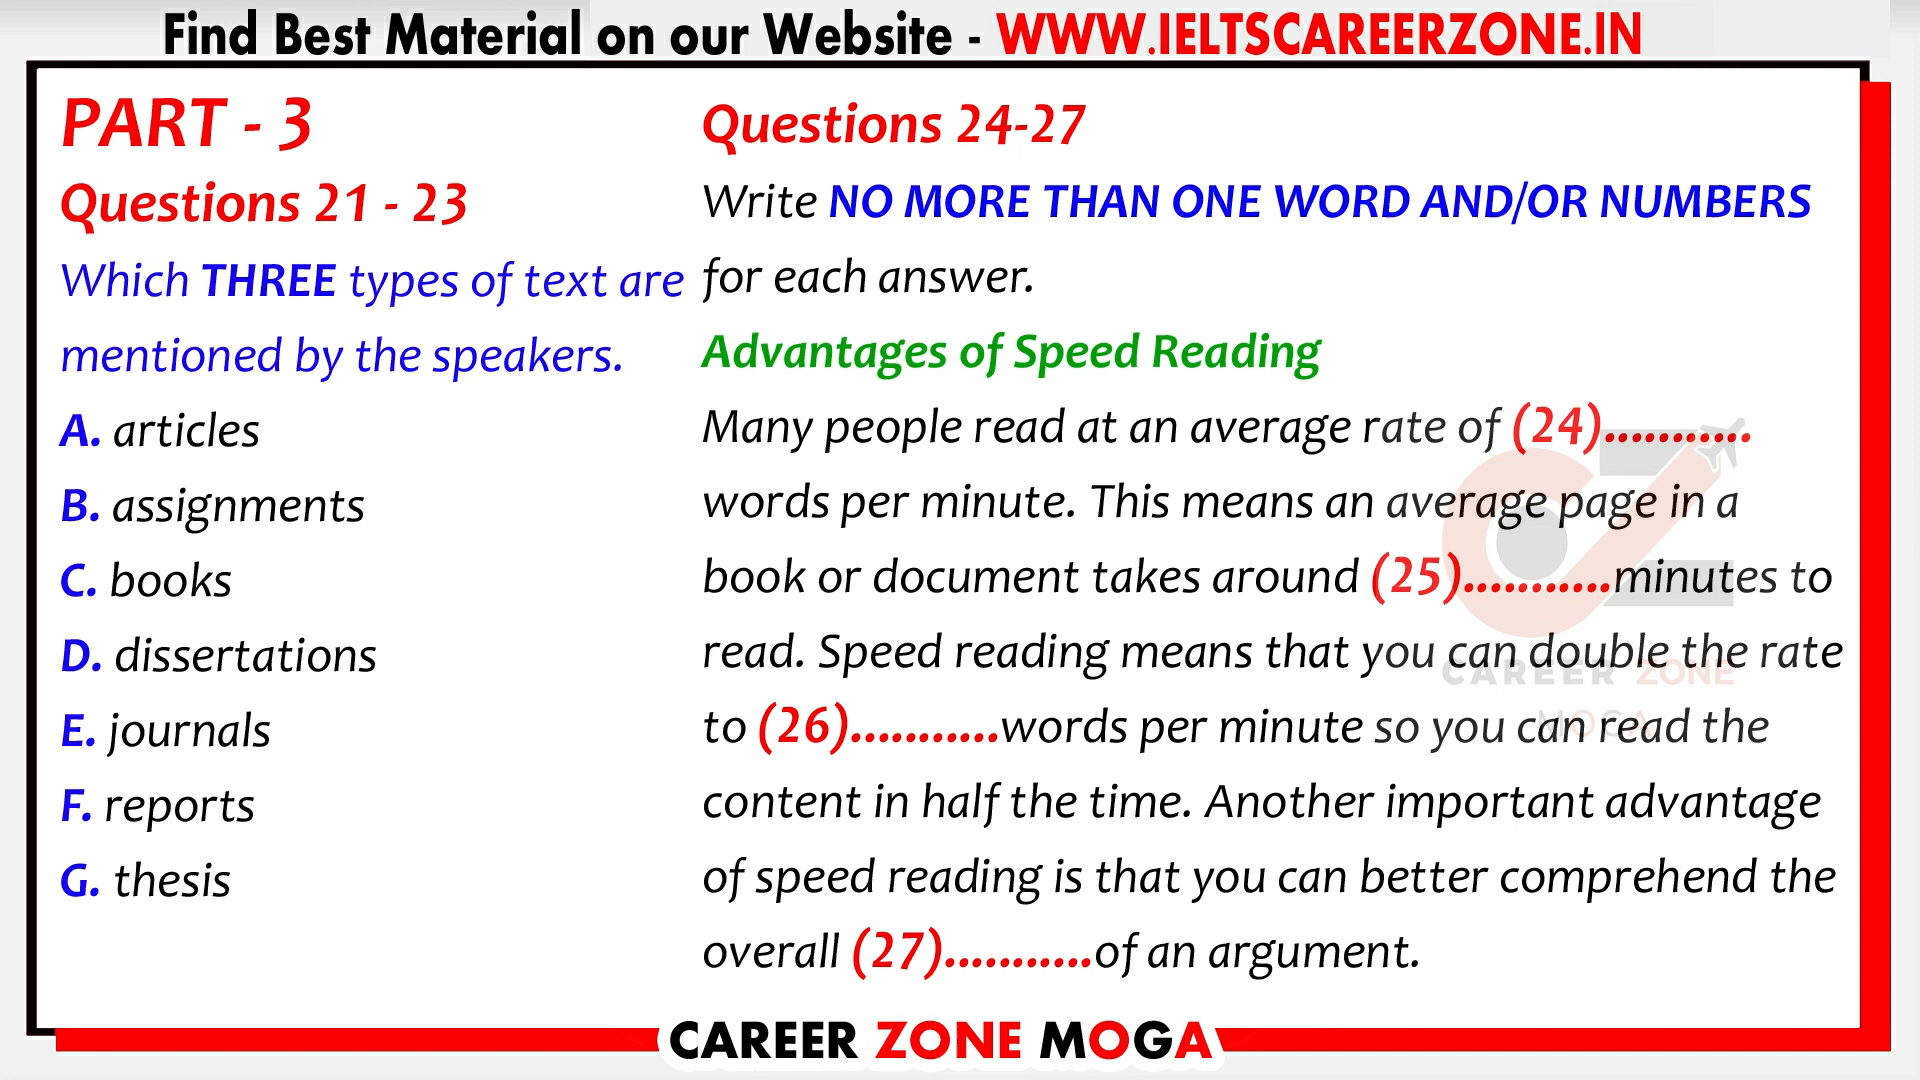 Find Best Material on our Website - WWW.IELTSCAREERZONE.IN
PART - 3
Questions 21 - 23
Which THREE types of text are
mentioned by the speakers.
A. articles
B. assignments
C. books
D. dissertations
E. journals
F. reports
G. thesis
Questions 24-27
Write NO MORE THAN ONE WORD AND/OR NUMBERS
for each answer.
Advantages of Speed Reading
Many people read at an average rate of (24)...........
words per minute. This means an average page in a
book or document takes around (25)...........minutes to
read. Speed reading means that you can double the rate
to (26)...........words per minute so you can read the
content in half the time. Another important advantage
of speed reading is that you can better comprehend the
overall (27)...........of an argument.
CAREER ZONE
MOGA
CAREER ZONE MOGA